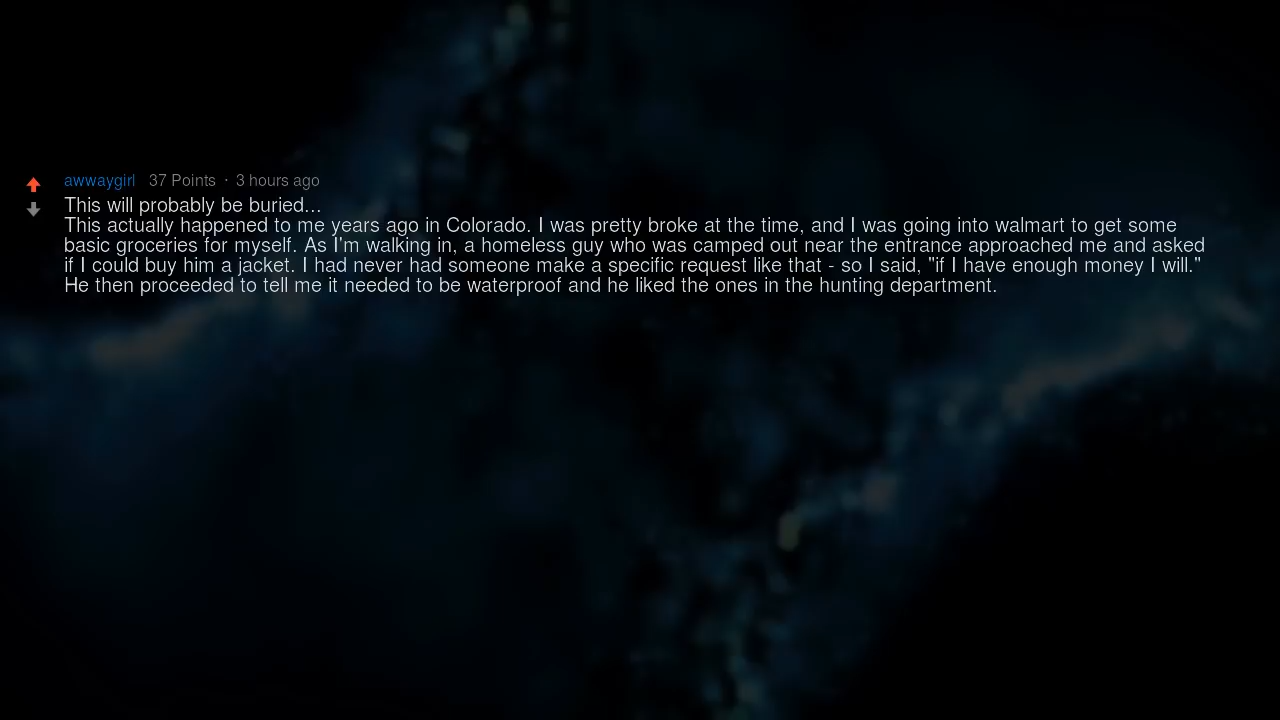 awwaygirl 37 Points · 3 hours ago
This will probably be buried...
This actually happened to me years ago in Colorado. I was pretty broke at the time, and I was going into walmart to get some
basic groceries for myself. As I'm walking in, a homeless guy who was camped out near the entrance approached me and asked
if I could buy him a jacket. I had never had someone make a specific request like that - so I said, "if I have enough money I will."
He then proceeded to tell me it needed to be waterproof and he liked the ones in the hunting department.